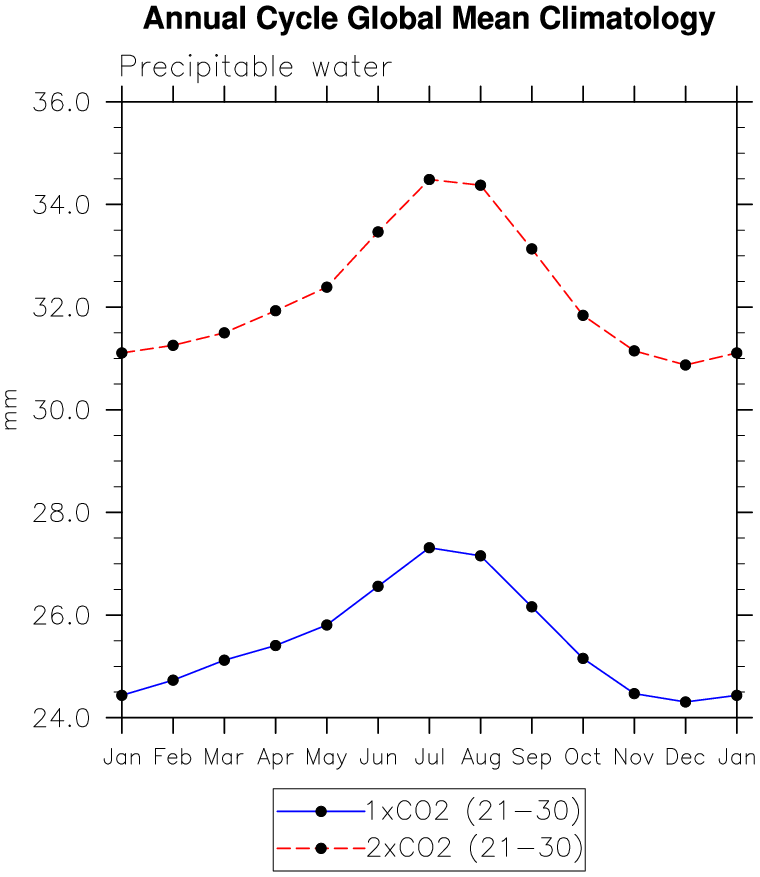 Annual Cycle Global Mean Climatology
Precipitable water
36.0
34.0
32.0
30.0
28.0
26.0
24.0
mm
Jan Feb Mar Apr May Jun Jul Aug Sep Oct Nov Dec Jan
1xCO2 (21-30)
2xCO2 (21-30)